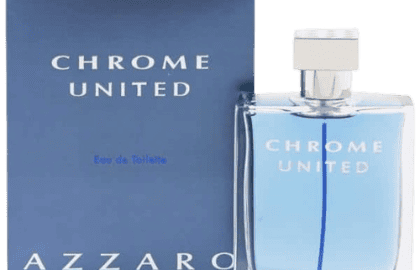 CHROME
UNITED
Eau de Toilette
AZZARO
CHROME
UNITED